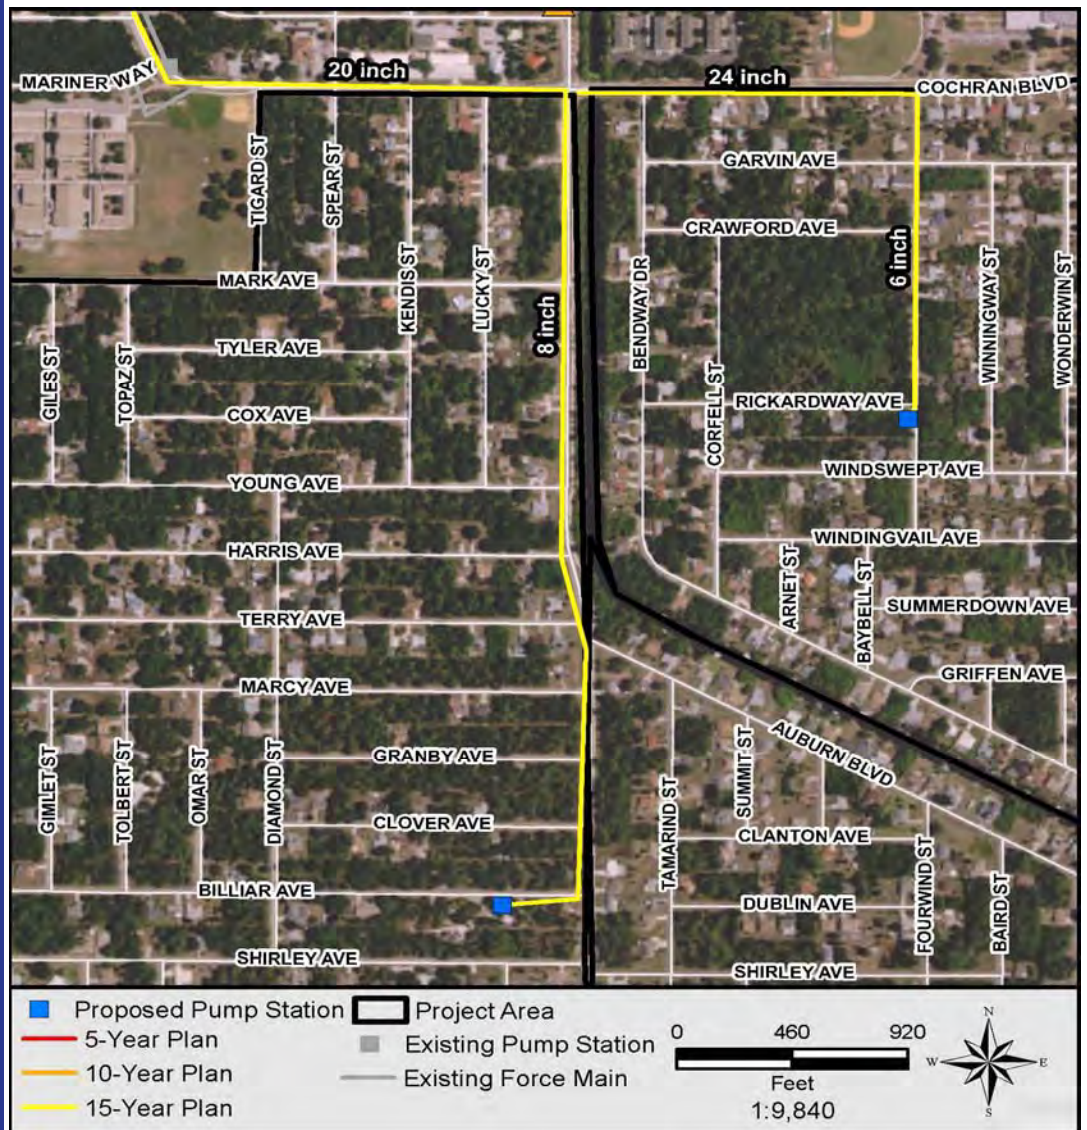 MARINER WAY
20 inch
24 inch
COCHRAN BLVD
TIGARD ST
SPEAR ST
GARVIN AVE
CRAWFORD AVE
6 inch
MARK AVE
KENDIS ST
LUCKY ST
8 inch
BENDWAY DR
WINNINGWAY ST
WONDERWIN ST
GILES ST
TOPAZ ST
TYLER AVE
COX AVE
CORFELL ST
RICKARDWAY AVE
YOUNG AVE
WINDSWEPT AVE
HARRIS AVE
WINDINGVAIL AVE
ARNET ST
BAYBELL ST
SUMMERDOWN AVE
TERRY AVE
GRIFFEN AVE
MARCY AVE
GIMLET ST
TOLBERT ST
OMAR ST
DIAMOND ST
GRANBY AVE
CLOVER AVE
TAMARIND ST
SUMMIT ST
AUBURN BLVD
CLANTON AVE
FOURWIND ST
BAIRD ST
BILLIAR AVE
DUBLIN AVE
SHIRLEY AVE
SHIRLEY AVE
Proposed Pump Station
5-Year Plan
10-Year Plan
15-Year Plan
Project Area
Existing Pump Station
Existing Force Main
0 460 920
Feet
1:9,840
N
W
E
S